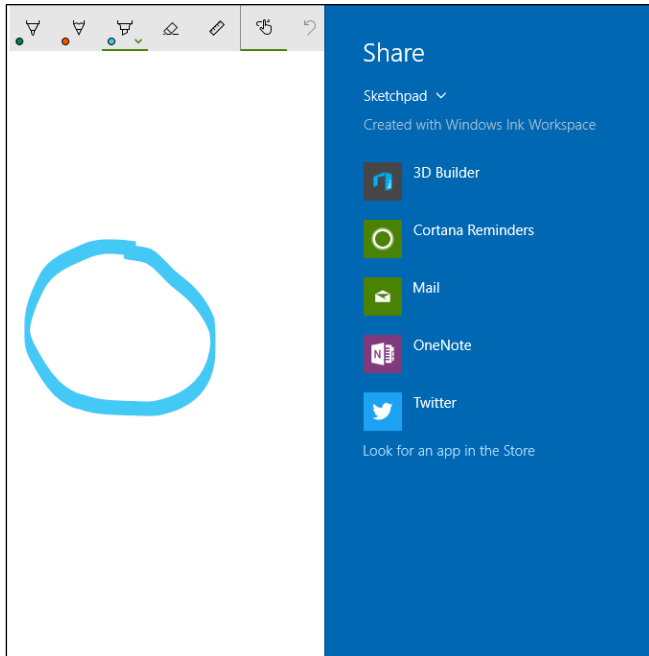 Share
Sketchpad
Created with Windows Ink Workspace
3D Builder
Cortana Reminders
Mail
OneNote
Twitter
Look for an app in the Store